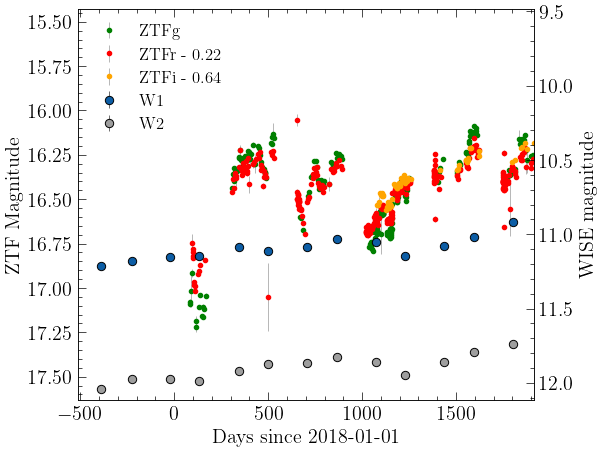 15.50
15.75
16.00
16.25
16.50
16.75
17.00
17.25
17.50
ZTF Magnitude
ZTFg
ZTFr - 0.22
ZTFi - 0.64
W1
W2
9.5
10.0
10.5
11.0
11.5
12.0
WISE magnitude
−500 0 500 1000 1500
Days since 2018-01-01